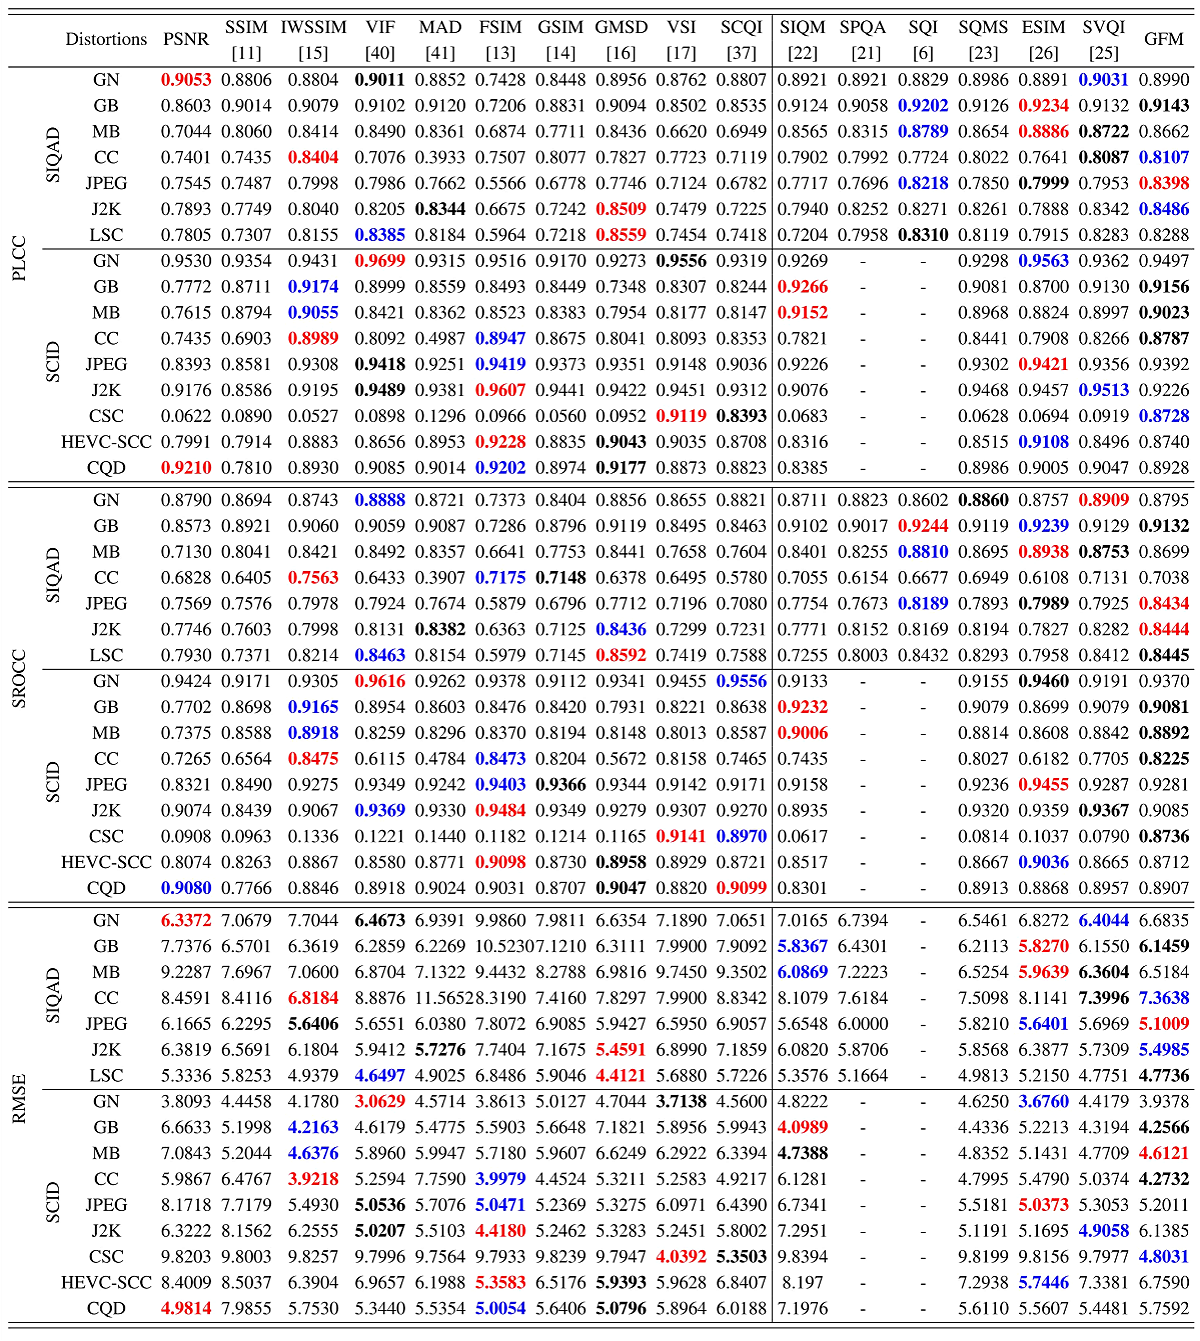 Distortions PSNR SSIM [11] IWSSIM [15] VIF [40] MAD [41] FSIM [13] GSIM [14] GMSD [16] VSI [17] SCQI [37] SIQM [22] SPQA [21] SQI [6] SQMS [23] ESIM [26] SVQI [25] GFM
PLCC
SIQAD
GN 0.9053 0.8806 0.8804 0.9011 0.8852 0.7428 0.8448 0.8956 0.8762 0.8807 0.8921 0.8921 0.8829 0.8986 0.8891 0.9031 0.8990
GB 0.8603 0.9014 0.9079 0.9102 0.9120 0.7206 0.8831 0.9094 0.8502 0.8535 0.9124 0.9058 0.9202 0.9126 0.9234 0.9132 0.9143
MB 0.7044 0.8060 0.8414 0.8490 0.8361 0.6874 0.7711 0.8436 0.6620 0.6949 0.8565 0.8315 0.8789 0.8654 0.8886 0.8722 0.8662
CC 0.7401 0.7435 0.8404 0.7076 0.3933 0.7507 0.8077 0.7827 0.7723 0.7119 0.7902 0.7992 0.7724 0.8022 0.7641 0.8087 0.8107
JPEG 0.7545 0.7487 0.7998 0.7986 0.7662 0.5566 0.6778 0.7746 0.7124 0.6782 0.7717 0.7696 0.8218 0.7850 0.7999 0.7953 0.8398
J2K 0.7893 0.7749 0.8040 0.8205 0.8344 0.6675 0.7242 0.8509 0.7479 0.7225 0.7940 0.8252 0.8271 0.8261 0.7888 0.8342 0.8486
LSC 0.7805 0.7307 0.8155 0.8385 0.8184 0.5964 0.7218 0.8559 0.7454 0.7418 0.7204 0.7958 0.8310 0.8119 0.7915 0.8283 0.8288
SCID
GN 0.9530 0.9354 0.9431 0.9699 0.9315 0.9516 0.9170 0.9273 0.9556 0.9319 0.9269 - - 0.9298 0.9563 0.9362 0.9497
GB 0.7772 0.8711 0.9174 0.8999 0.8559 0.8493 0.8449 0.7348 0.8307 0.8244 0.9266 - - 0.9081 0.8700 0.9130 0.9156
MB 0.7615 0.8794 0.9055 0.8421 0.8362 0.8523 0.8383 0.7954 0.8177 0.8147 0.9152 - - 0.8968 0.8824 0.8997 0.9023
CC 0.7435 0.6903 0.8989 0.8092 0.4987 0.8947 0.8675 0.8041 0.8093 0.8353 0.7821 - - 0.8441 0.7908 0.8266 0.8787
JPEG 0.8393 0.8581 0.9308 0.9418 0.9251 0.9419 0.9373 0.9351 0.9148 0.9036 0.9226 - - 0.9302 0.9421 0.9356 0.9392
J2K 0.9176 0.8586 0.9195 0.9489 0.9381 0.9607 0.9441 0.9422 0.9451 0.9312 0.9076 - - 0.9468 0.9457 0.9513 0.9226
CSC 0.0622 0.0890 0.0527 0.0898 0.1296 0.0966 0.0560 0.0952 0.9119 0.8393 0.0683 - - 0.0628 0.0694 0.0919 0.8728
HEVC-SCC 0.7991 0.7914 0.8883 0.8656 0.8953 0.9228 0.8835 0.9043 0.9035 0.8708 0.8316 - - 0.8515 0.9108 0.8496 0.8740
CQD 0.9210 0.7810 0.8930 0.9085 0.9014 0.9202 0.8974 0.9177 0.8873 0.8823 0.8385 - - 0.8986 0.9005 0.9047 0.8928
SROCC
SIQAD
GN 0.8790 0.8694 0.8743 0.8888 0.8721 0.7373 0.8404 0.8856 0.8655 0.8821 0.8711 0.8823 0.8602 0.8860 0.8757 0.8909 0.8795
GB 0.8573 0.8921 0.9060 0.9059 0.9087 0.7286 0.8796 0.9119 0.8495 0.8463 0.9102 0.9017 0.9244 0.9119 0.9239 0.9129 0.9132
MB 0.7130 0.8041 0.8421 0.8492 0.8357 0.6641 0.7753 0.8441 0.7658 0.7604 0.8401 0.8255 0.8810 0.8695 0.8938 0.8753 0.8699
CC 0.6828 0.6405 0.7563 0.6433 0.3907 0.7175 0.7148 0.6378 0.6495 0.5780 0.7055 0.6154 0.6677 0.6949 0.6108 0.7131 0.7038
JPEG 0.7569 0.7576 0.7978 0.7924 0.7674 0.5879 0.6796 0.7712 0.7196 0.7080 0.7754 0.7673 0.8189 0.7893 0.7989 0.7925 0.8434
J2K 0.7746 0.7603 0.7998 0.8131 0.8382 0.6363 0.7125 0.8436 0.7299 0.7231 0.7771 0.8152 0.8169 0.8194 0.7827 0.8282 0.8444
LSC 0.7930 0.7371 0.8214 0.8463 0.8154 0.5979 0.7145 0.8592 0.7419 0.7588 0.7255 0.8003 0.8432 0.8293 0.7958 0.8412 0.8445
SCID
GN 0.9424 0.9171 0.9305 0.9616 0.9262 0.9378 0.9112 0.9341 0.9455 0.9556 0.9133 - - 0.9155 0.9460 0.9191 0.9370
GB 0.7702 0.8698 0.9165 0.8954 0.8603 0.8476 0.8420 0.7931 0.8221 0.8638 0.9232 - - 0.9079 0.8699 0.9079 0.9081
MB 0.7375 0.8588 0.8918 0.8259 0.8296 0.8370 0.8194 0.8148 0.8013 0.8587 0.9006 - - 0.8814 0.8608 0.8842 0.8892
CC 0.7265 0.6564 0.8475 0.6115 0.4784 0.8473 0.8204 0.5672 0.8158 0.7465 0.7435 - - 0.8027 0.6182 0.7705 0.8225
JPEG 0.8321 0.8490 0.9275 0.9349 0.9242 0.9403 0.9366 0.9344 0.9142 0.9171 0.9158 - - 0.9236 0.9455 0.9287 0.9281
J2K 0.9074 0.8439 0.9067 0.9369 0.9330 0.9484 0.9349 0.9279 0.9307 0.9270 0.8935 - - 0.9320 0.9359 0.9367 0.9085
CSC 0.0908 0.0963 0.1336 0.1221 0.1440 0.1182 0.1214 0.1165 0.9141 0.8970 0.0617 - - 0.0814 0.1037 0.0790 0.8736
HEVC-SCC 0.8074 0.8263 0.8867 0.8580 0.8771 0.9098 0.8730 0.8958 0.8929 0.8721 0.8517 - - 0.8667 0.9036 0.8665 0.8712
CQD 0.9080 0.7766 0.8846 0.8918 0.9024 0.9031 0.8707 0.9047 0.8820 0.9099 0.8301 - - 0.8913 0.8868 0.8957 0.8907
RMSE
SIQAD
GN 6.3372 7.0679 7.7044 6.4673 6.9391 9.9860 7.9811 6.6354 7.1890 7.0651 7.0165 6.7394 - 6.5461 6.8272 6.4044 6.6835
GB 7.7376 6.5701 6.3619 6.2859 6.2269 10.5230 7.1210 6.3111 7.9900 7.9092 5.8367 6.4301 - 6.2113 5.8270 6.1550 6.1459
MB 9.2287 7.6967 7.0600 6.8704 7.1322 9.4432 8.2788 6.9816 9.7450 9.3502 6.0869 7.2223 - 6.5254 5.9639 6.3604 6.5184
CC 8.4591 8.4116 6.8184 8.8876 11.5652 8.3190 7.4160 7.8297 7.9900 8.8342 8.1079 7.6184 - 7.5098 8.1141 7.3996 7.3638
JPEG 6.1665 6.2295 5.6406 5.6551 6.0380 7.8072 6.9085 5.9427 6.5950 6.9057 5.6548 6.0000 - 5.8210 5.6401 5.6969 5.1009
J2K 6.3819 6.5691 6.1804 5.9412 5.7276 7.7404 7.1675 5.4591 6.8990 7.1859 6.0820 5.8706 - 5.8568 6.3877 5.7309 5.4985
LSC 5.3336 5.8253 4.9379 4.6497 4.9025 6.8486 5.9046 4.4121 5.6880 5.7226 5.3576 5.1664 - 4.9813 5.2150 4.7751 4.7736
SCID
GN 3.8093 4.4458 4.1780 3.0629 4.5714 3.8613 5.0127 4.7044 3.7138 4.5600 4.8222 - - 4.6250 3.6760 4.4179 3.9378
GB 6.6633 5.1998 4.2163 4.6179 5.4775 5.5903 5.6648 7.1821 5.8956 5.9943 4.0989 - - 4.4336 5.2213 4.3194 4.2566
MB 7.0843 5.2044 4.6376 5.8960 5.9947 5.7180 5.9607 6.6249 6.2922 6.3394 4.7388 - - 4.8352 5.1431 4.7709 4.6121
CC 5.9867 6.4767 3.9218 5.2594 7.7590 3.9979 4.4524 5.3211 5.2583 4.9217 6.1281 - - 4.7995 5.4790 5.0374 4.2732
JPEG 8.1718 7.7179 5.4930 5.0536 5.7076 5.0471 5.2369 5.3275 6.0971 6.4390 6.7341 - - 5.5181 5.0373 5.3053 5.2011
J2K 6.3222 8.1562 6.2555 5.0207 5.5103 4.4180 5.2462 5.3283 5.2451 5.8002 7.2951 - - 5.1191 5.1695 4.9058 6.1385
CSC 9.8203 9.8003 9.8257 9.7996 9.7564 9.7933 9.8239 9.7947 4.0392 5.3503 9.8394 - - 9.8199 9.8156 9.7977 4.8031
HEVC-SCC 8.4009 8.5037 6.3904 6.9657 6.1988 5.3583 6.5176 5.9393 5.9628 6.8407 8.197 - - 7.2938 5.7446 7.3381 6.7590
CQD 4.9814 7.9855 5.7530 5.3440 5.5354 5.0054 5.6406 5.0796 5.8964 6.0188 7.1976 - - 5.6110 5.5607 5.4481 5.7592